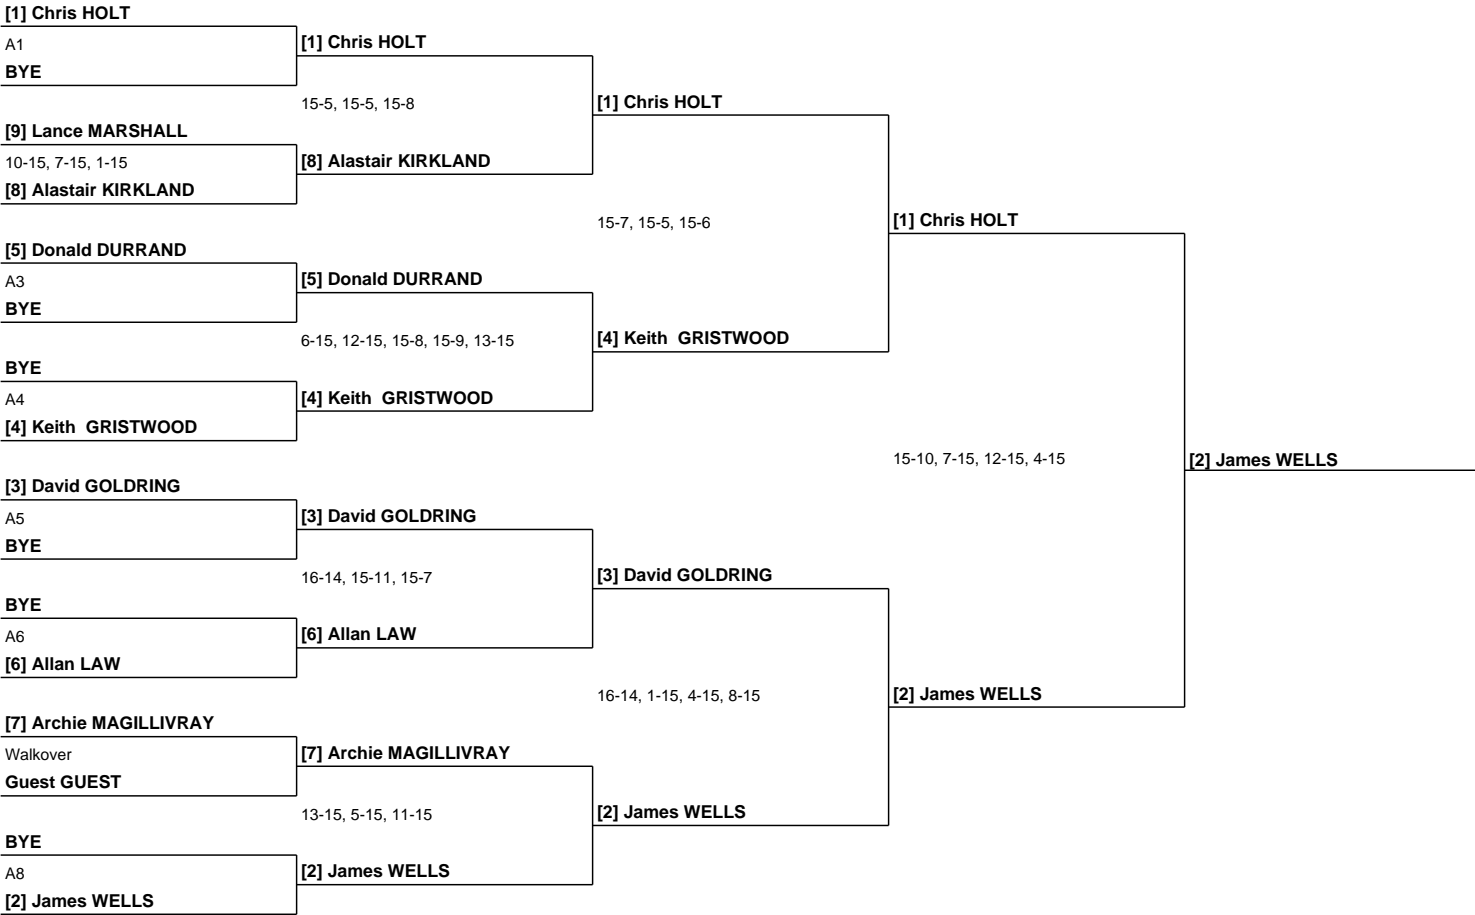 [1] Chris HOLT
A1
BYE
[9] Lance MARSHALL
10-15, 7-15, 1-15
[8] Alastair KIRKLAND
[5] Donald DURRAND
A3
BYE
BYE
A4
[4] Keith  GRISTWOOD
[3] David GOLDRING
A5
BYE
BYE
A6
[6] Allan LAW
[7] Archie MAGILLIVRAY
Walkover
Guest GUEST
BYE
A8
[2] James WELLS
[1] Chris HOLT
15-5, 15-5, 15-8
[8] Alastair KIRKLAND
[5] Donald DURRAND
6-15, 12-15, 15-8, 15-9, 13-15
[4] Keith  GRISTWOOD
[3] David GOLDRING
16-14, 15-11, 15-7
[6] Allan LAW
[7] Archie MAGILLIVRAY
13-15, 5-15, 11-15
[2] James WELLS
[1] Chris HOLT
15-7, 15-5, 15-6
[4] Keith  GRISTWOOD
[3] David GOLDRING
16-14, 1-15, 4-15, 8-15
[2] James WELLS
[1] Chris HOLT
15-10, 7-15, 12-15, 4-15
[2] James WELLS
[2] James WELLS